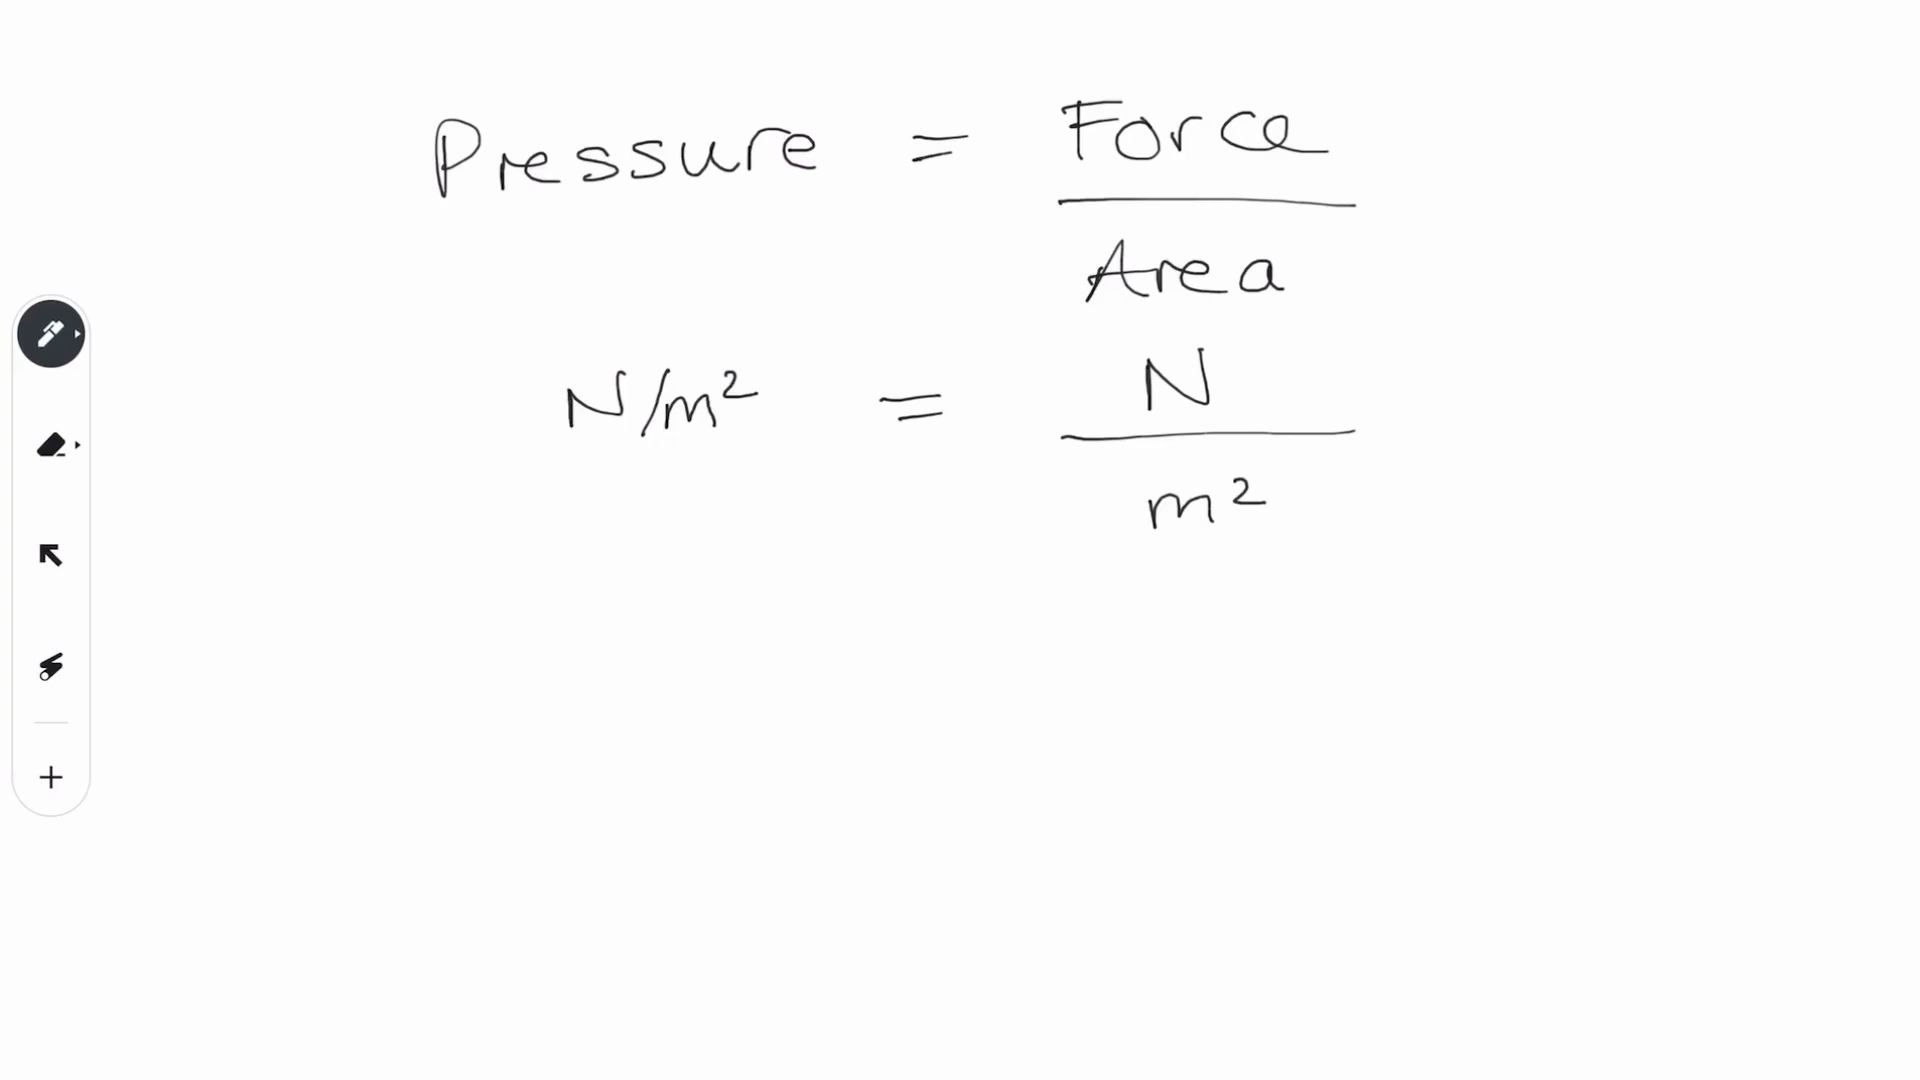 Pressure = Force
Area
N/m² = N
m²